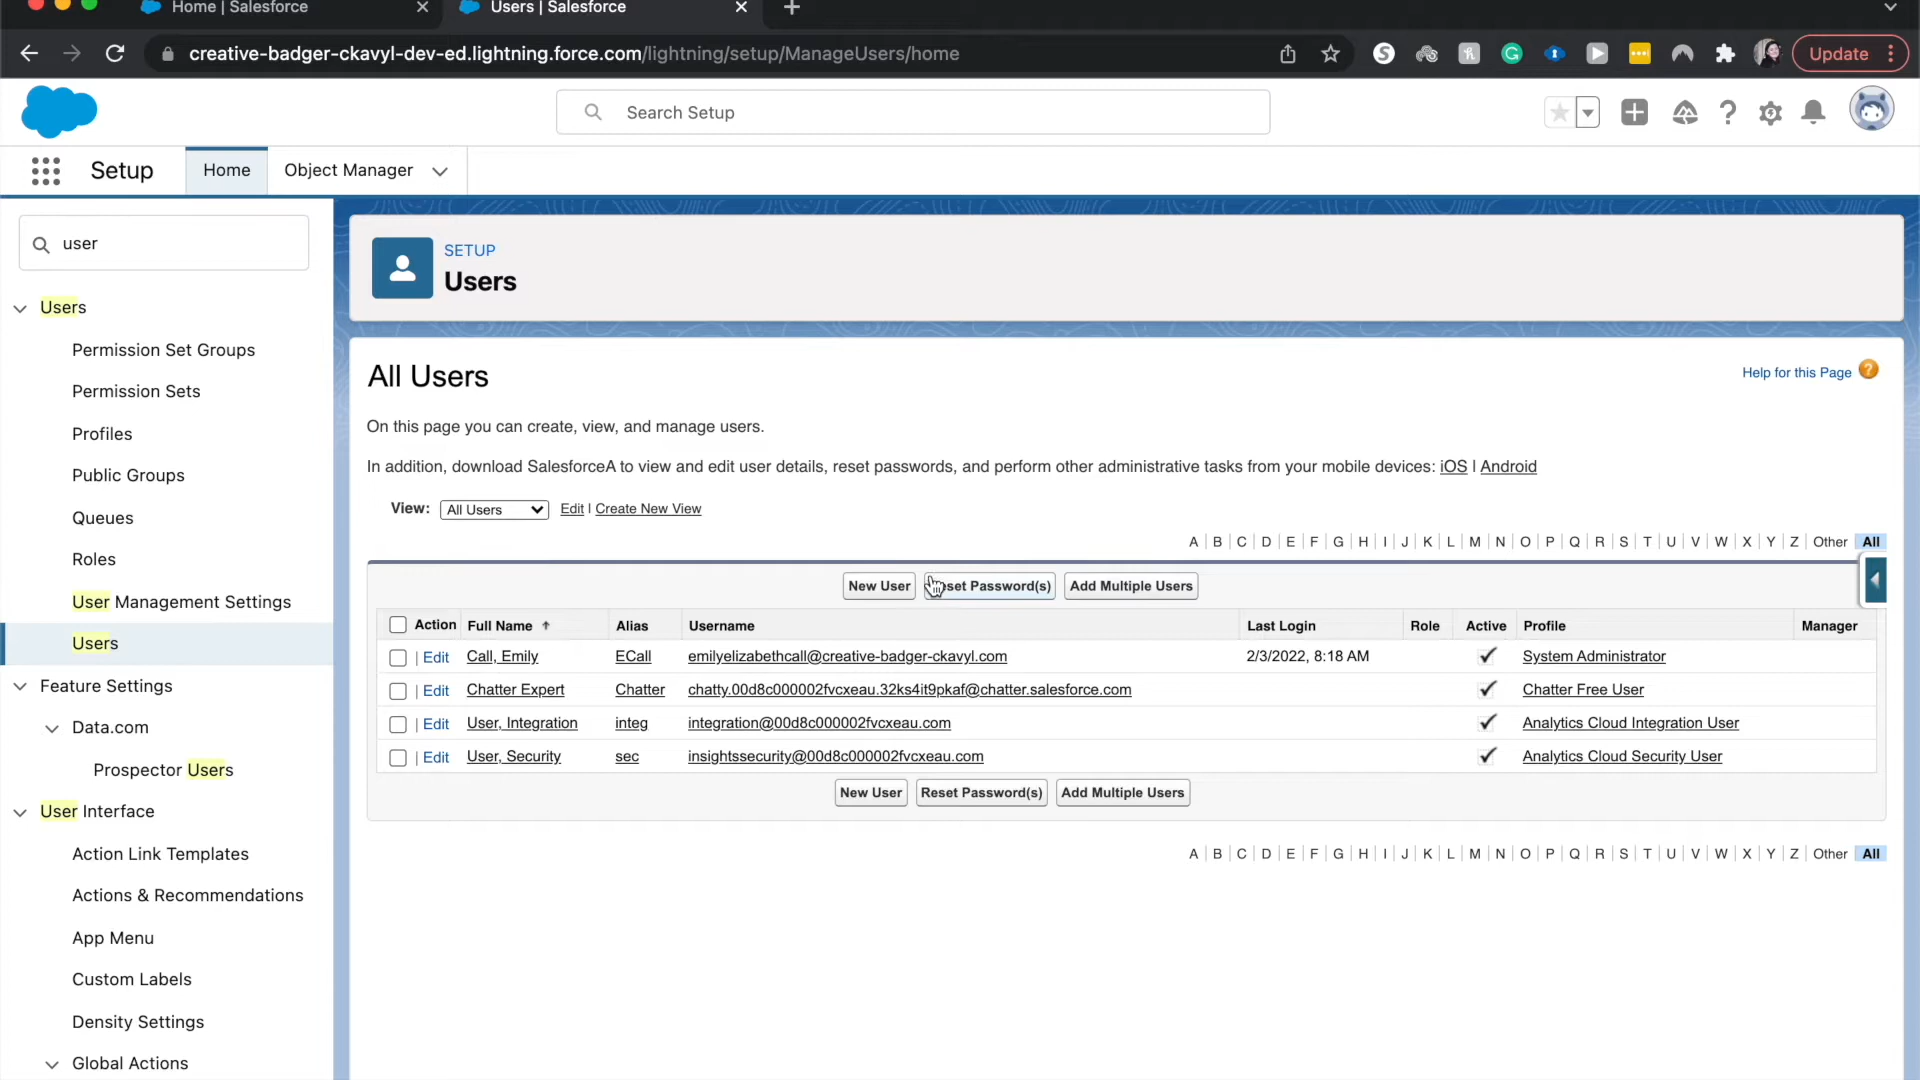 Home | Salesforce
Users | Salesforce
creative-badger-ckavyl-dev-ed.lightning.force.com/lightning/setup/ManageUsers/home
Update
Search Setup
Setup
Home
Object Manager
user
Users
Permission Set Groups
Permission Sets
Profiles
Public Groups
Queues
Roles
User Management Settings
Users
Feature Settings
Data.com
Prospector Users
User Interface
Action Link Templates
Actions & Recommendations
App Menu
Custom Labels
Density Settings
Global Actions
SETUP
Users
All Users
Help for this Page ?
On this page you can create, view, and manage users.
In addition, download SalesforceA to view and edit user details, reset passwords, and perform other administrative tasks from your mobile devices: iOS | Android
View: All Users Edit | Create New View
A | B | C | D | E | F | G | H | I | J | K | L | M | N | O | P | Q | R | S | T | U | V | W | X | Y | Z | Other All
New User Password(s) Add Multiple Users
Action Full Name Alias Username Last Login Role Active Profile Manager
| Edit Call, Emily ECall emilyelizabethcall@creative-badger-ckavyl.com 2/3/2022, 8:18 AM System Administrator
| Edit Chatter Expert Chatter chatty.00d8c000002fvcxeau.32ks4it9pkaf@chatter.salesforce.com Chatter Free User
| Edit User, Integration integ integration@00d8c000002fvcxeau.com Analytics Cloud Integration User
| Edit User, Security sec insightssecurity@00d8c000002fvcxeau.com Analytics Cloud Security User
New User Reset Password(s) Add Multiple Users
A | B | C | D | E | F | G | H | I | J | K | L | M | N | O | P | Q | R | S | T | U | V | W | X | Y | Z | Other All